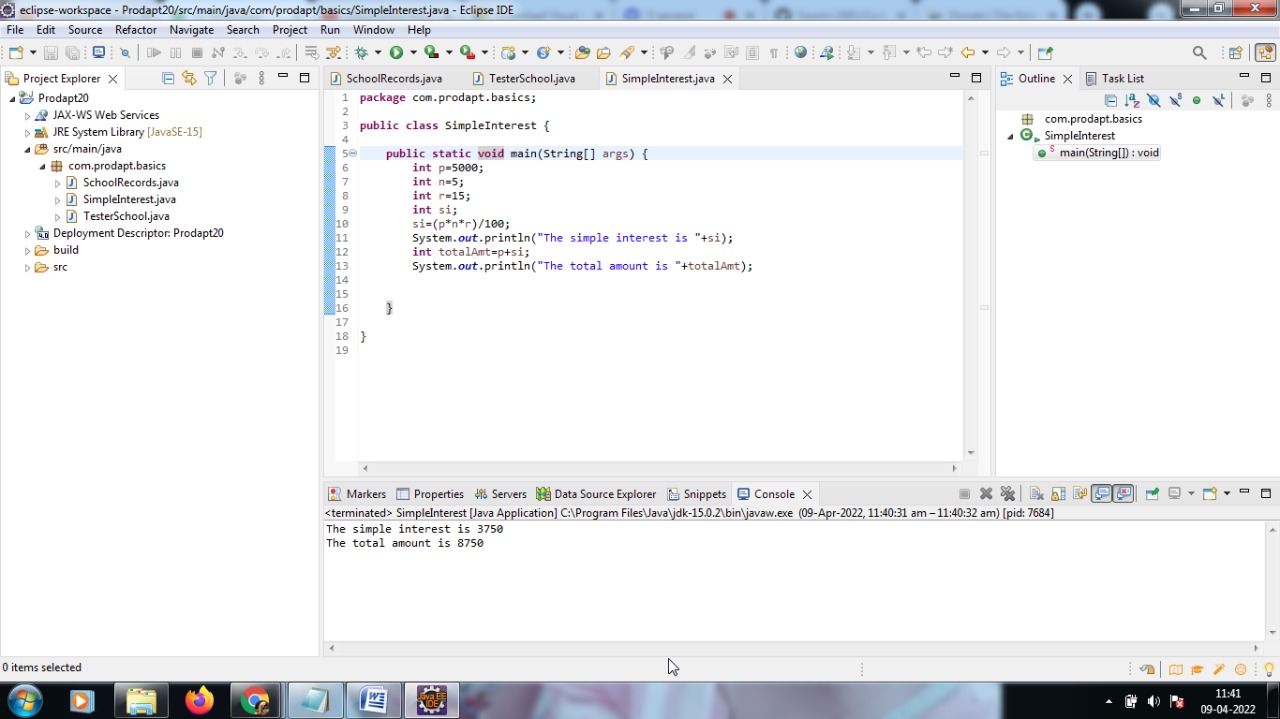 eclipse-workspace - Prodapt20/src/main/java/com/prodapt/basics/SimpleInterest.java - Eclipse IDE
File Edit Source Refactor Navigate Search Project Run Window Help
Project Explorer
SchoolRecords.java TesterSchool.java SimpleInterest.java
Outline Task List
Prodapt20
JAX-WS Web Services
JRE System Library [JavaSE-15]
src/main/java
com.prodapt.basics
SchoolRecords.java
SimpleInterest.java
TesterSchool.java
Deployment Descriptor: Prodapt20
build
src
1 package com.prodapt.basics;
2
3 public class SimpleInterest {
4
5 public static void main(String[] args) {
6 int p=5000;
7 int n=5;
8 int r=15;
9 int si;
10 si=(p*n*r)/100;
11 System.out.println("The simple interest is "+si);
12 int totalAmt=p+si;
13 System.out.println("The total amount is "+totalAmt);
14
15
16 }
17
18 }
19
com.prodapt.basics
SimpleInterest
main(String[]) : void
Markers Properties Servers Data Source Explorer Snippets Console
<terminated> SimpleInterest [Java Application] C:\Program Files\Java\jdk-15.0.2\bin\javaw.exe (09-Apr-2022, 11:40:31 am – 11:40:32 am) [pid: 7684]
The simple interest is 3750
The total amount is 8750
0 items selected
Java EE
IDE
11:41
09-04-2022